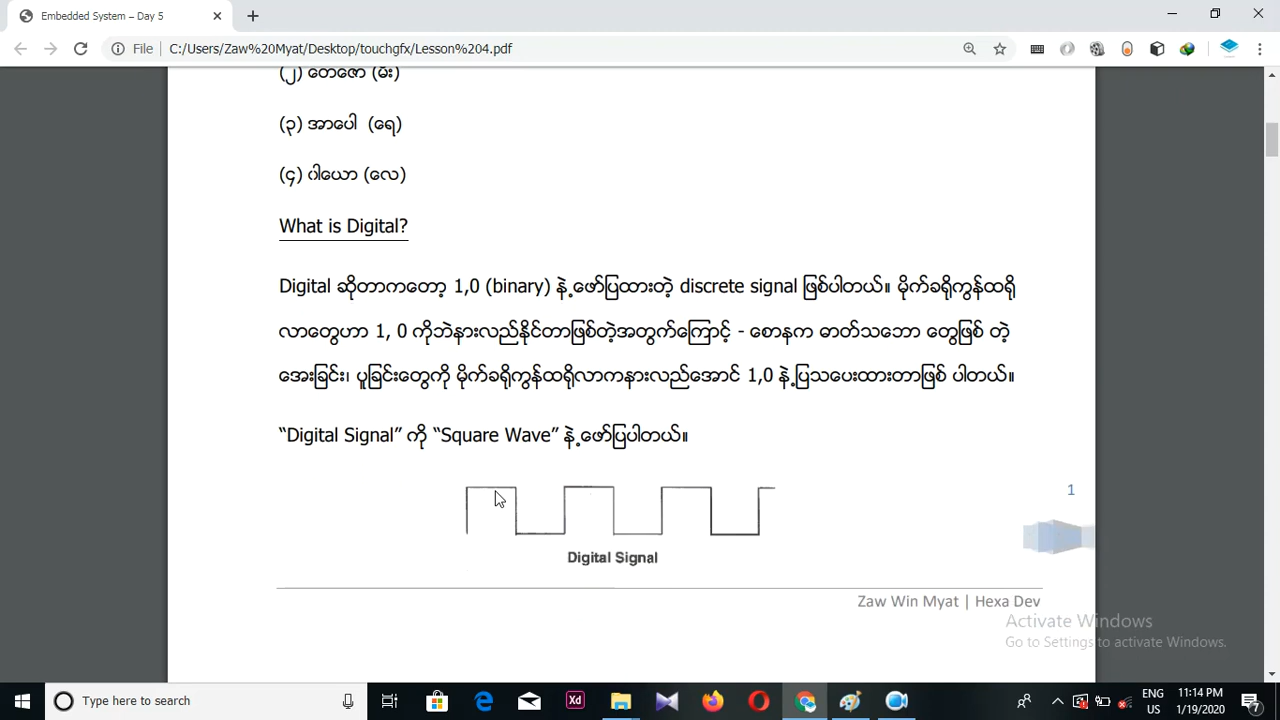 Embedded System – Day 5
File
C:/Users/Zaw%20Myat/Desktop/touchgfx/Lesson%204.pdf
(၂) တေဇော (မီး)
(၃) အာပေါ (ရေ)
(၄) ဝါယော (လေ)
What is Digital?
Digital ဆိုတာကတော့ 1,0 (binary) နဲ့ ဖော်ပြထားတဲ့ discrete signal ဖြစ်ပါတယ်။ မိုက်ခရိုကွန်ထရို
လာတွေဟာ 1, 0 ကိုဘဲနားလည်နိုင်တာဖြစ်တဲ့အတွက်ကြောင့် - စောနက ဓာတ်သဘော တွေဖြစ် တဲ့
အေးခြင်း၊ ပူခြင်းတွေကို မိုက်ခရိုကွန်ထရိုလာကနားလည်အောင် 1,0 နဲ့ ပြသပေးထားတာဖြစ် ပါတယ်။
“Digital Signal” ကို “Square Wave” နဲ့ ဖော်ပြပါတယ်။
1
Digital Signal
Zaw Win Myat | Hexa Dev
Activate Windows
Go to Settings to activate Windows.
Type here to search
Xd
ENG
US
11:14 PM
1/19/2020
7